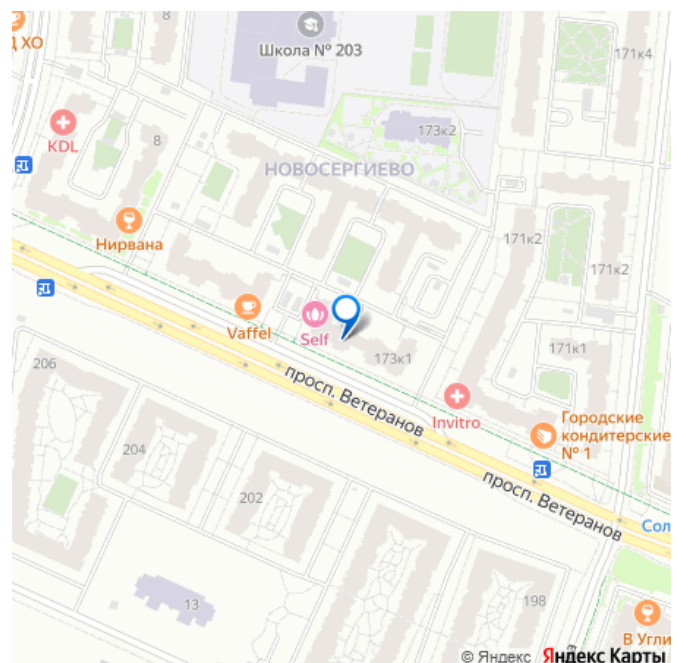 Д ХО
Школа № 203
171к4
KDL
8
173к2
НОВОСЕРГИЕВО
Нирвана
171к2
171к2
Vaffel
Self
173к1
171к1
206
просп. Ветеранов
Invitro
Городские
кондитерские
№ 1
204
202
просп. Ветеранов
Сол
13
198
В Угли
© Яндекс Яндекс Карты